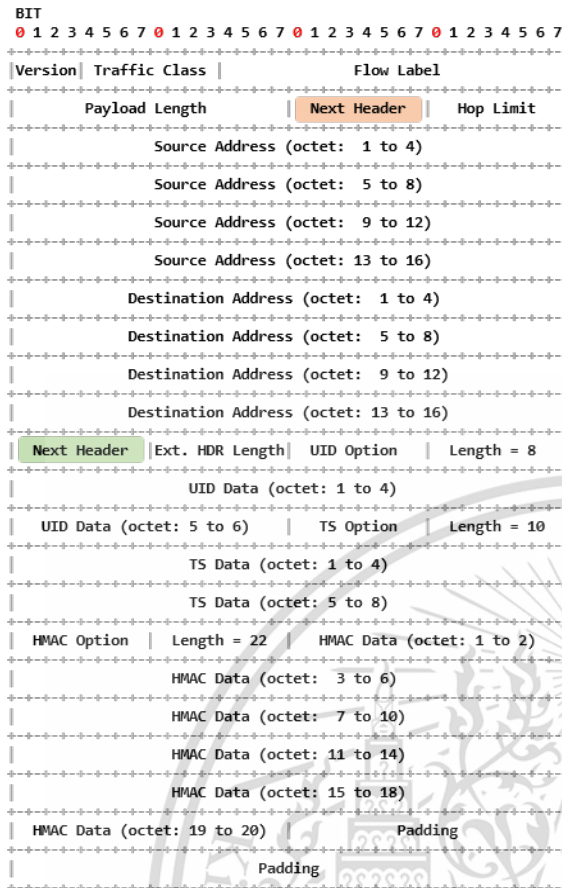 BIT
0 1 2 3 4 5 6 7 0 1 2 3 4 5 6 7 0 1 2 3 4 5 6 7 0 1 2 3 4 5 6 7
Version Traffic Class Flow Label
Payload Length Next Header Hop Limit
Source Address (octet: 1 to 4)
Source Address (octet: 5 to 8)
Source Address (octet: 9 to 12)
Source Address (octet: 13 to 16)
Destination Address (octet: 1 to 4)
Destination Address (octet: 5 to 8)
Destination Address (octet: 9 to 12)
Destination Address (octet: 13 to 16)
Next Header Ext. HDR Length UID Option Length = 8
UID Data (octet: 1 to 4)
UID Data (octet: 5 to 6) TS Option Length = 10
TS Data (octet: 1 to 4)
TS Data (octet: 5 to 8)
HMAC Option Length = 22 HMAC Data (octet: 1 to 2)
HMAC Data (octet: 3 to 6)
HMAC Data (octet: 7 to 10)
HMAC Data (octet: 11 to 14)
HMAC Data (octet: 15 to 18)
HMAC Data (octet: 19 to 20) Padding
Padding